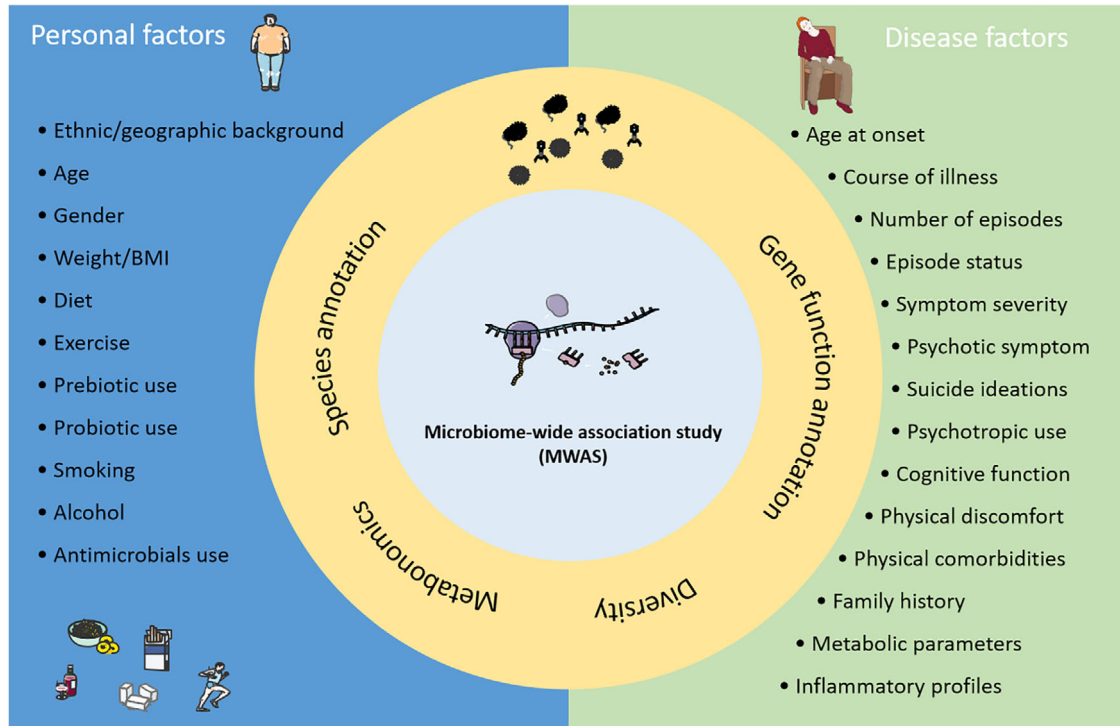 Personal factors
• Ethnic/geographic background
• Age
• Gender
• Weight/BMI
• Diet
• Exercise
• Prebiotic use
• Probiotic use
• Smoking
• Alcohol
• Antimicrobials use
Species annotation
Metabonomics
Diversity
Gene function annotation
Microbiome-wide association study
(MWAS)
Disease factors
• Age at onset
• Course of illness
• Number of episodes
• Episode status
• Symptom severity
• Psychotic symptom
• Suicide ideations
• Psychotropic use
• Cognitive function
• Physical discomfort
• Physical comorbidities
• Family history
• Metabolic parameters
• Inflammatory profiles